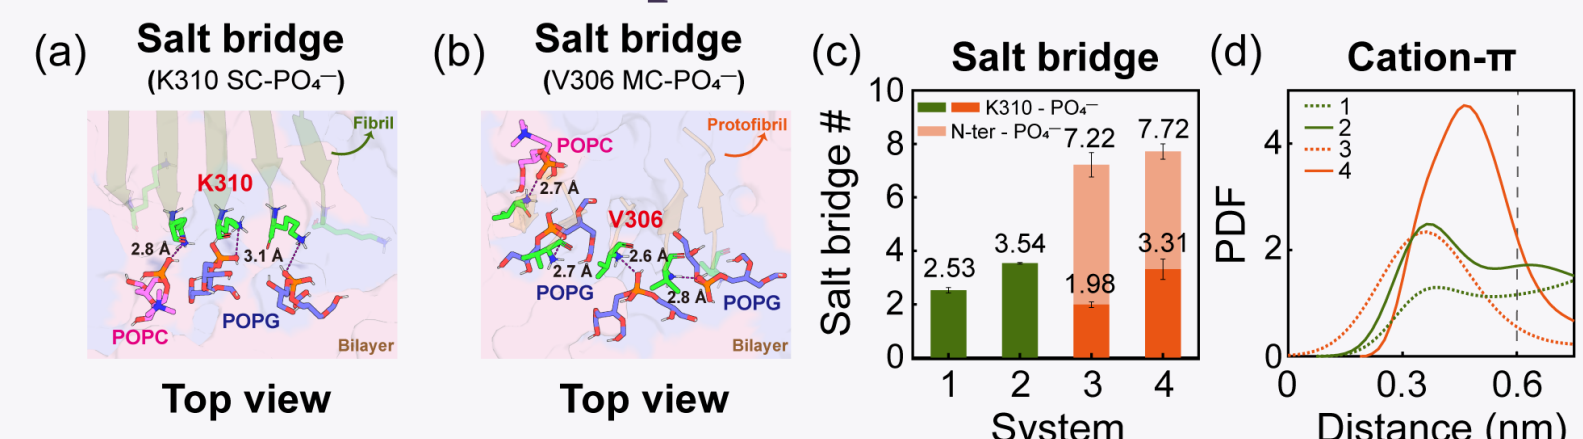 (a) Salt bridge
(K310 SC-PO₄—)
Fibril
K310
2.8 Å
3.1 Å
POPC
POPG
Bilayer
Top view
(b) Salt bridge
(V306 MC-PO₄—)
POPC
Protofibril
2.7 Å
V306
2.7 Å
2.6 Å
2.8 Å
POPG
POPG
Bilayer
Top view
(c) Salt bridge
Salt bridge #
10
8
6
4
2
0
K310 - PO₄—
N-ter - PO₄—
2.53
3.54
7.22
1.98
7.72
3.31
1 2 3 4
System
(d) Cation-π
PDF
4
2
0
1
2
3
4
0 0.3 0.6
Distance (nm)